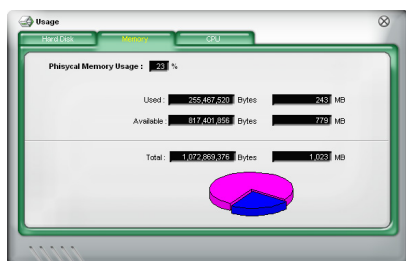 Usage
Hard Disk Memory CPU
Phisycal Memory Usage : 23 %
Used : 255,467,520 Bytes 243 MB
Available : 817,401,856 Bytes 779 MB
Total : 1,072,869,376 Bytes 1,023 MB